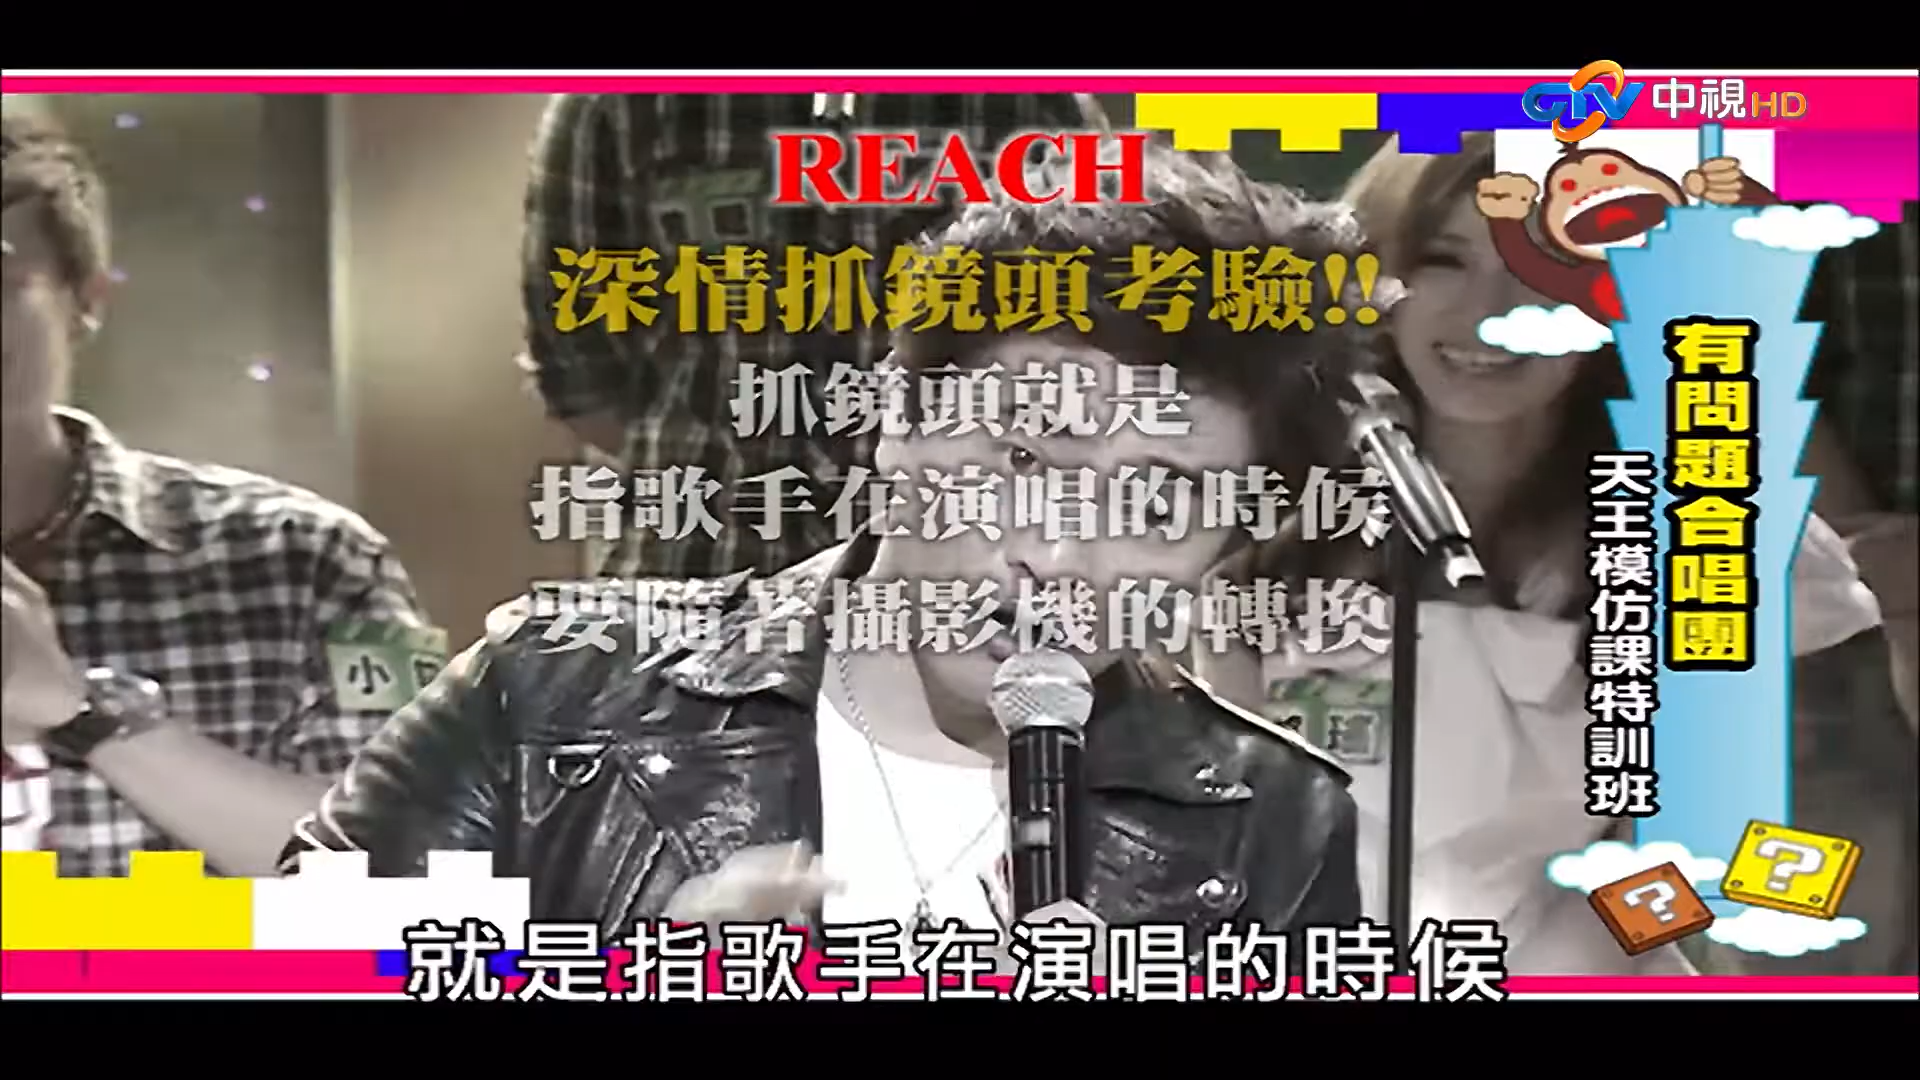 CTV 中視HD
REACH
深情抓鏡頭考驗!!
抓鏡頭就是
指歌手在演唱的時候
要隨著攝影機的轉換
有問題合唱團
天王模仿課特訓班
小
?
?
就是指歌手在演唱的時候